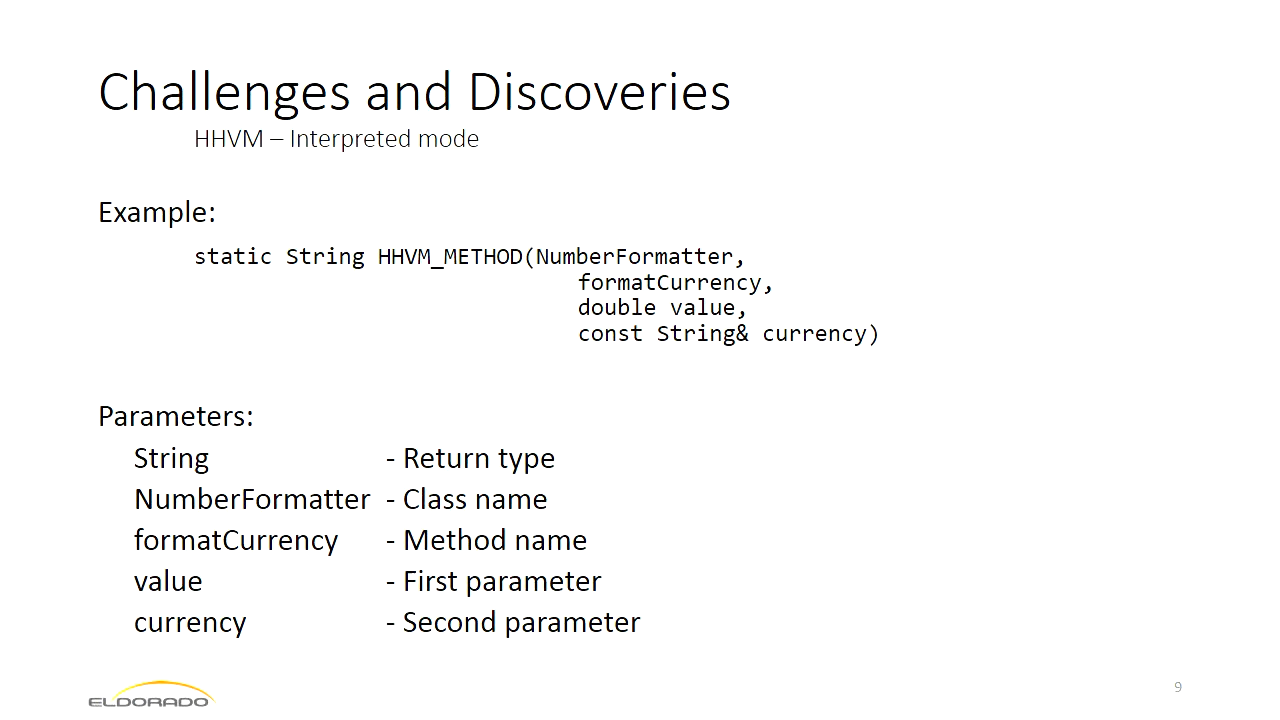 Challenges and Discoveries
HHVM – Interpreted mode
Example:
static String HHVM_METHOD(NumberFormatter,
formatCurrency,
double value,
const String& currency)
Parameters:
String - Return type
NumberFormatter - Class name
formatCurrency - Method name
value - First parameter
currency - Second parameter
ELDORADO
9